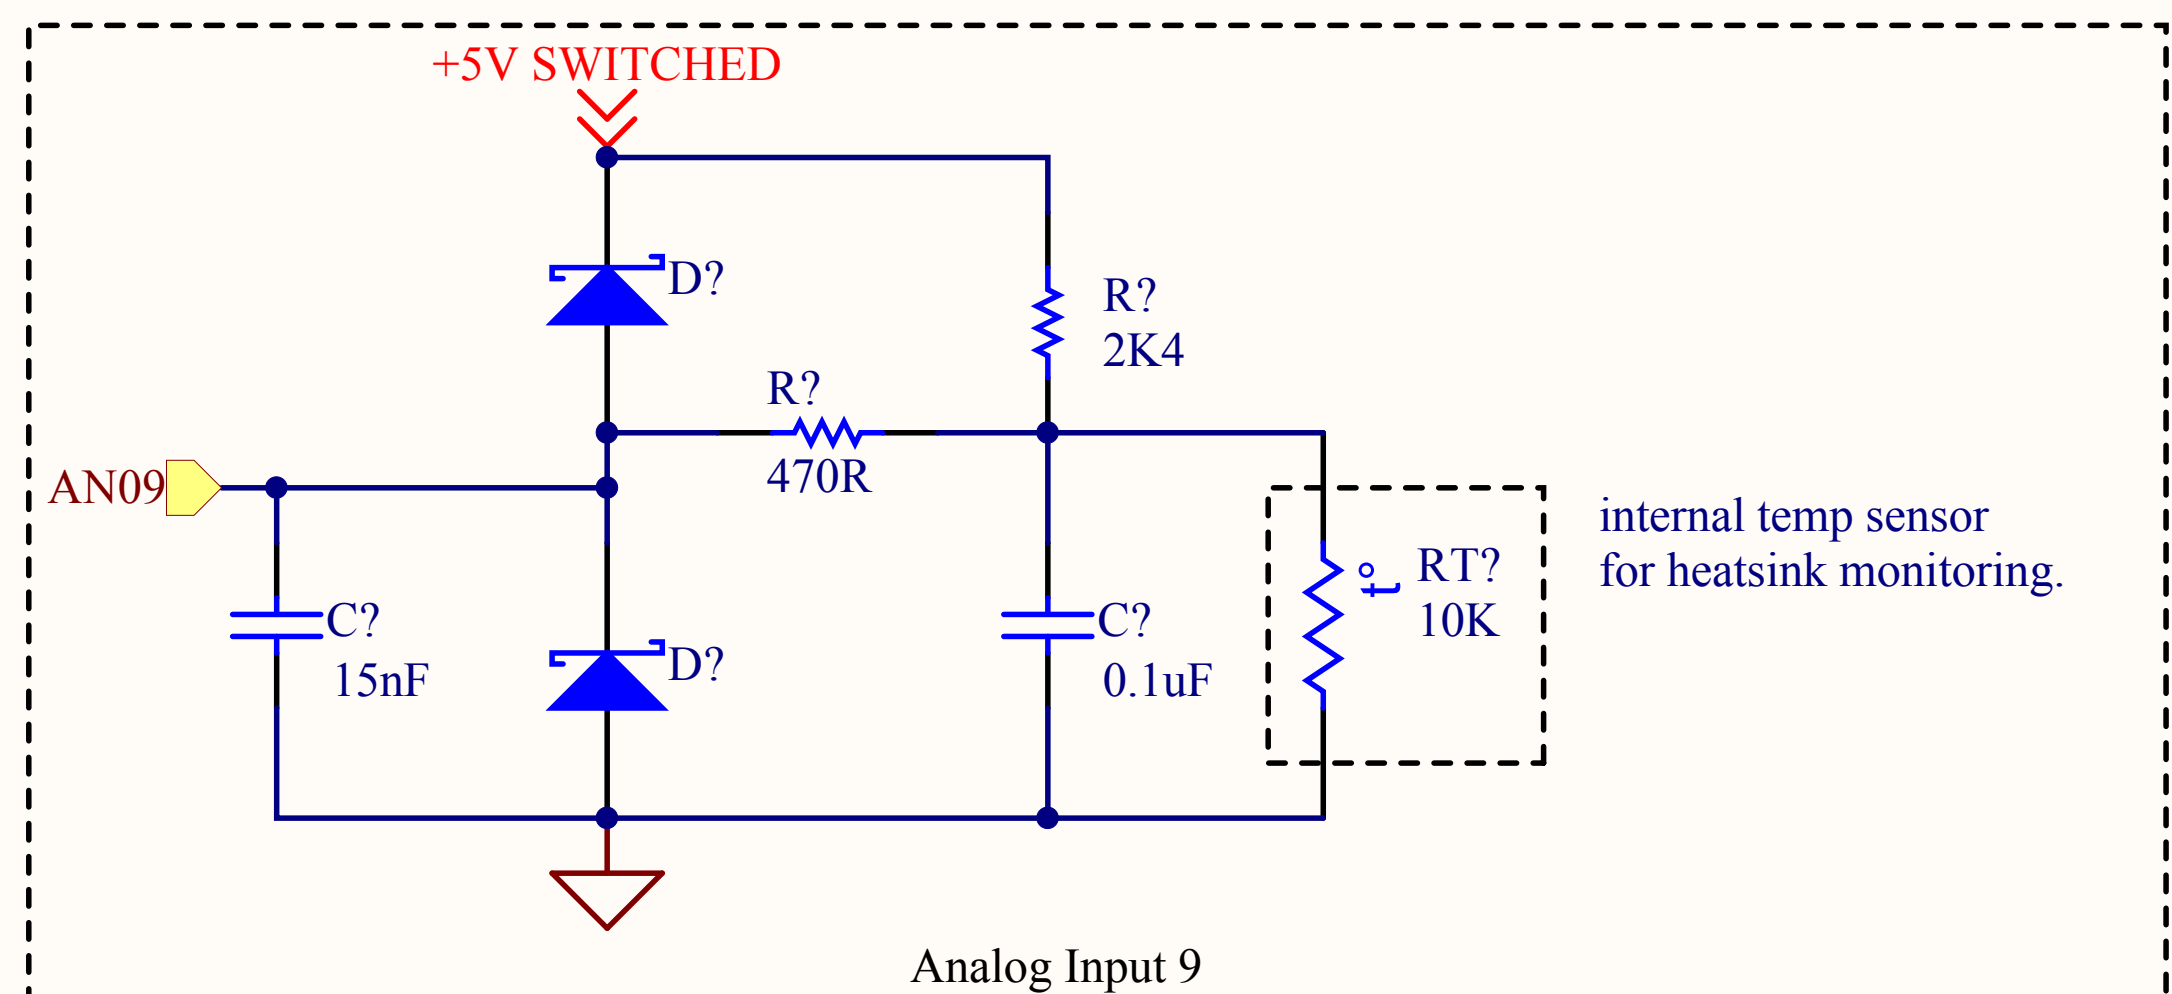 +5V SWITCHED
D?
R?
2K4
R?
470R
AN09
internal temp sensor
for heatsink monitoring.
t°
RT?
10K
C?
15nF
D?
C?
0.1uF
Analog Input 9